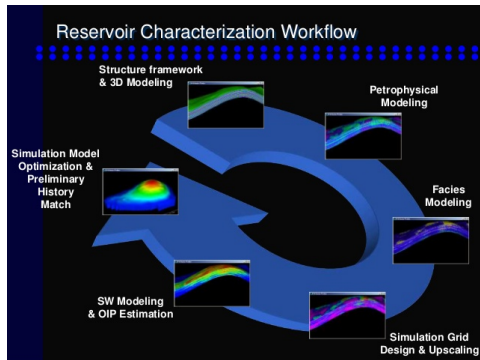 Reservoir Characterization Workflow
Structure framework
& 3D Modeling
Petrophysical
Modeling
Facies
Modeling
Simulation Grid
Design & Upscaling
SW Modeling
& OIP Estimation
Simulation Model
Optimization &
Preliminary
History
Match